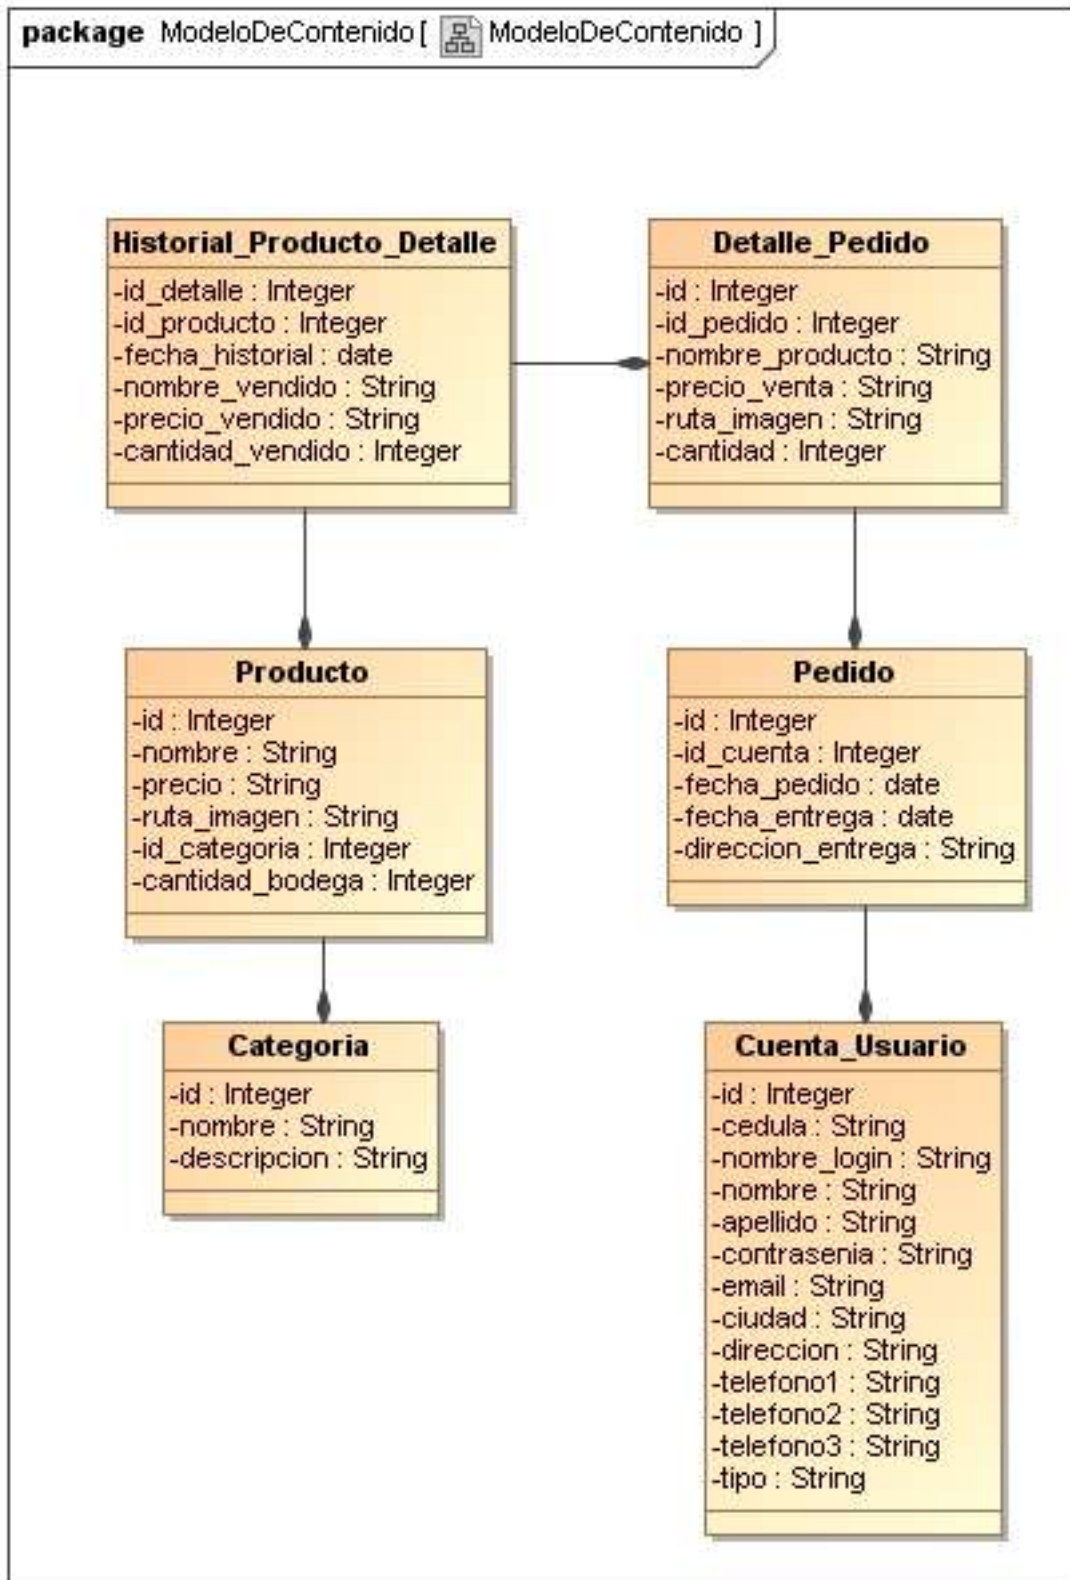 package ModeloDeContenido [ ModeloDeContenido ]
Historial_Producto_Detalle
-id_detalle : Integer
-id_producto : Integer
-fecha_historial : date
-nombre_vendido : String
-precio_vendido : String
-cantidad_vendido : Integer
Detalle_Pedido
-id : Integer
-id_pedido : Integer
-nombre_producto : String
-precio_venta : String
-ruta_imagen : String
-cantidad : Integer
Producto
-id : Integer
-nombre : String
-precio : String
-ruta_imagen : String
-id_categoria : Integer
-cantidad_bodega : Integer
Pedido
-id : Integer
-id_cuenta : Integer
-fecha_pedido : date
-fecha_entrega : date
-direccion_entrega : String
Categoria
-id : Integer
-nombre : String
-descripcion : String
Cuenta_Usuario
-id : Integer
-cedula : String
-nombre_login : String
-nombre : String
-apellido : String
-contrasenia : String
-email : String
-ciudad : String
-direccion : String
-telefono1 : String
-telefono2 : String
-telefono3 : String
-tipo : String